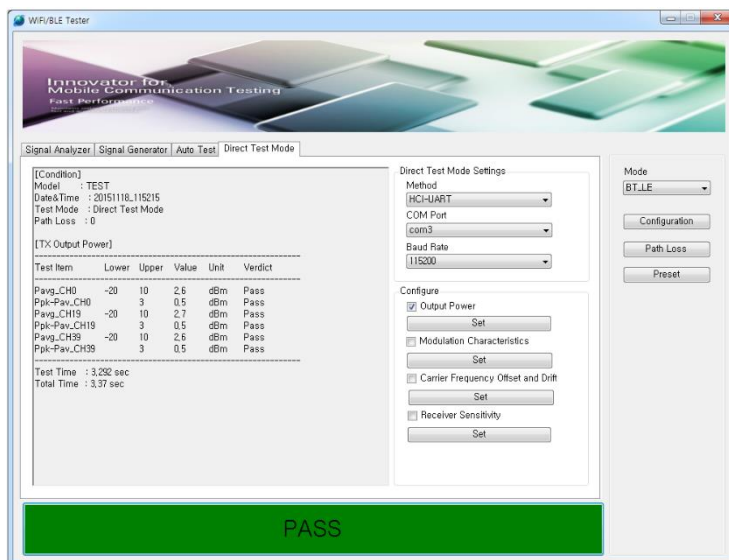 WiFi/BLE Tester
Innovator for
Mobile Communication Testing
Fast Performance
Signal Analyzer Signal Generator Auto Test Direct Test Mode
[Condition]
Model : TEST
Date&Time : 20151118_115215
Test Mode : Direct Test Mode
Path Loss : 0
[TX Output Power]
Test Item Lower Upper Value Unit Verdict
Pavg_CH0 -20 10 2,6 dBm Pass
Ppk-Pav_CH0 3 0,5 dBm Pass
Pavg_CH19 -20 10 2,7 dBm Pass
Ppk-Pav_CH19 3 0,5 dBm Pass
Pavg_CH39 -20 10 2,6 dBm Pass
Ppk-Pav_CH39 3 0,5 dBm Pass
Test Time : 3,292 sec
Total Time : 3,37 sec
Direct Test Mode Settings
Method
HCI-UART
COM Port
com3
Baud Rate
115200
Configure
Output Power
Set
Modulation Characteristics
Set
Carrier Frequency Offset and Drift
Set
Receiver Sensitivity
Set
Mode
BT_LE
Configuration
Path Loss
Preset
PASS